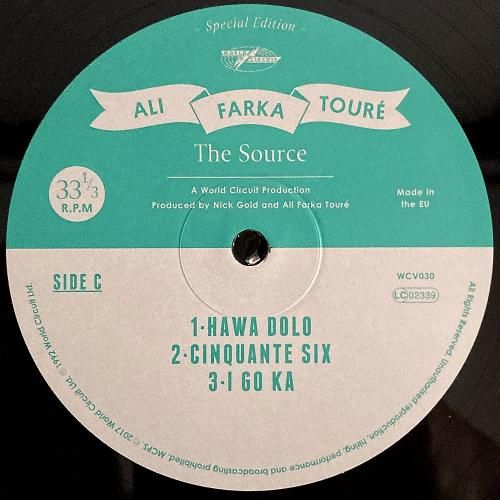 - Special Edition -
WORLD CIRCUIT
ALI FARKA TOURÉ
The Source
33 1/3
R.P.M
A World Circuit Production
Produced by Nick Gold and Ali Farka Touré
Made in
the EU
SIDE C
WCV030
LC 02339
1·HAWA DOLO
2·CINQUANTE SIX
3·I GO KA
All Rights Reserved. Unauthorised reproduction, hiring, performance and broadcasting prohibited. MCPS. © 2017 World Circuit Ltd. ℗ 1992 World Circuit Ltd.